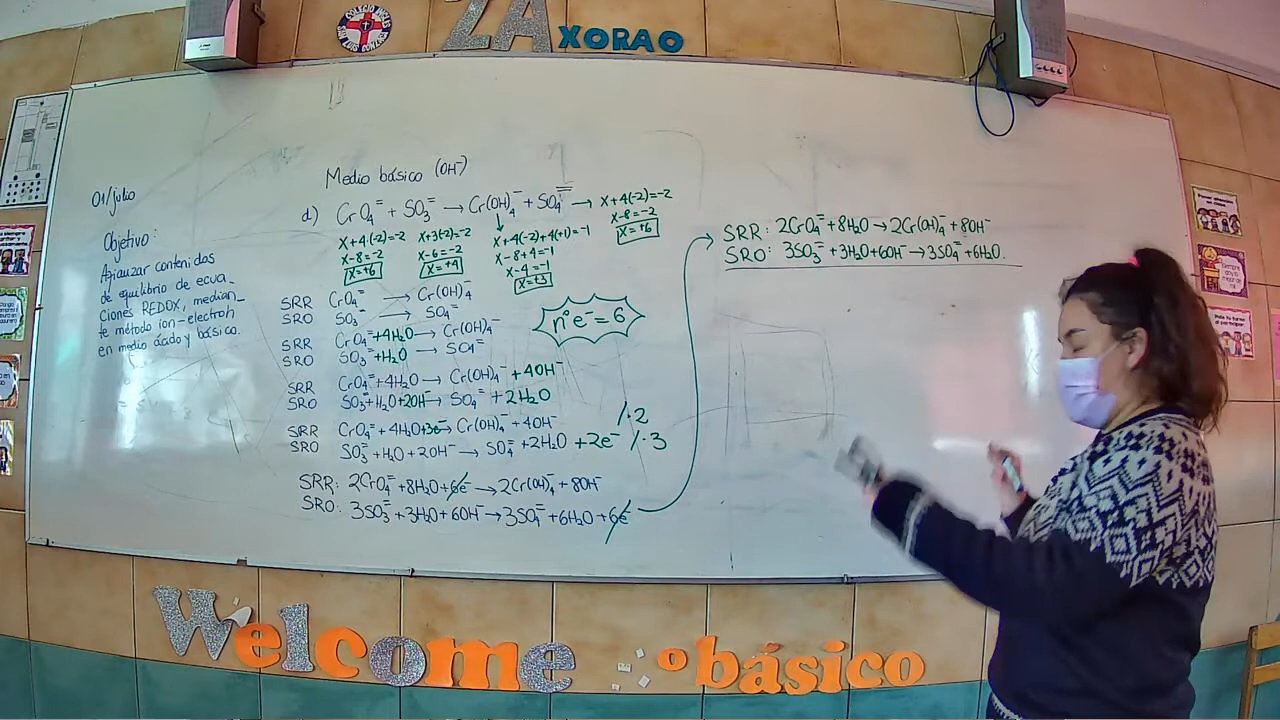 COLEGIO INGLÉS
ZA XORAO
01/julio
Objetivo:
Afianzar contenidos
de equilibrio de ecua-
ciones REDOX, median-
te método íon-electrón
en medio ácido y básico.
Medio básico (OH⁻)
d) CrO₄⁼ + SO₃⁼ → Cr(OH)₄⁻ + SO₄⁼ → x+4(-2)=-2
x-8=-2
x=+6
x+4·(-2)=-2
x-8=-2
x=+6
x+3(-2)=-2
x-6=-2
x=+4
x+4(-2)+4(+1)=-1
x-8+4=-1
x-4=-1
x=+3
SRR CrO₄⁼ → Cr(OH)₄⁻
SRO SO₃⁼ → SO₄⁼
SRR CrO₄⁼+4H₂O → Cr(OH)₄⁻
SRO SO₃⁼+H₂O → SO₄⁼
nº e⁻ = 6
SRR CrO₄⁼+4H₂O → Cr(OH)₄⁻ + 4OH⁻
SRO SO₃⁼+H₂O+2OH⁻ → SO₄⁼ + 2H₂O
SRR CrO₄⁼+4H₂O+3e⁻ → Cr(OH)₄⁻ + 4OH⁻ /·2
SRO SO₃⁼+H₂O+2OH⁻ → SO₄⁼+2H₂O +2e⁻ /·3
SRR: 2CrO₄⁼+8H₂O+6e⁻ → 2Cr(OH)₄⁻+8OH⁻
SRO: 3SO₃⁼+3H₂O+6OH⁻ → 3SO₄⁼+6H₂O+6e⁻
SRR: 2CrO₄⁼+8H₂O → 2Cr(OH)₄⁻+8OH⁻
SRO: 3SO₃⁼+3H₂O+6OH⁻ → 3SO₄⁼+6H₂O.
Welcome º básico